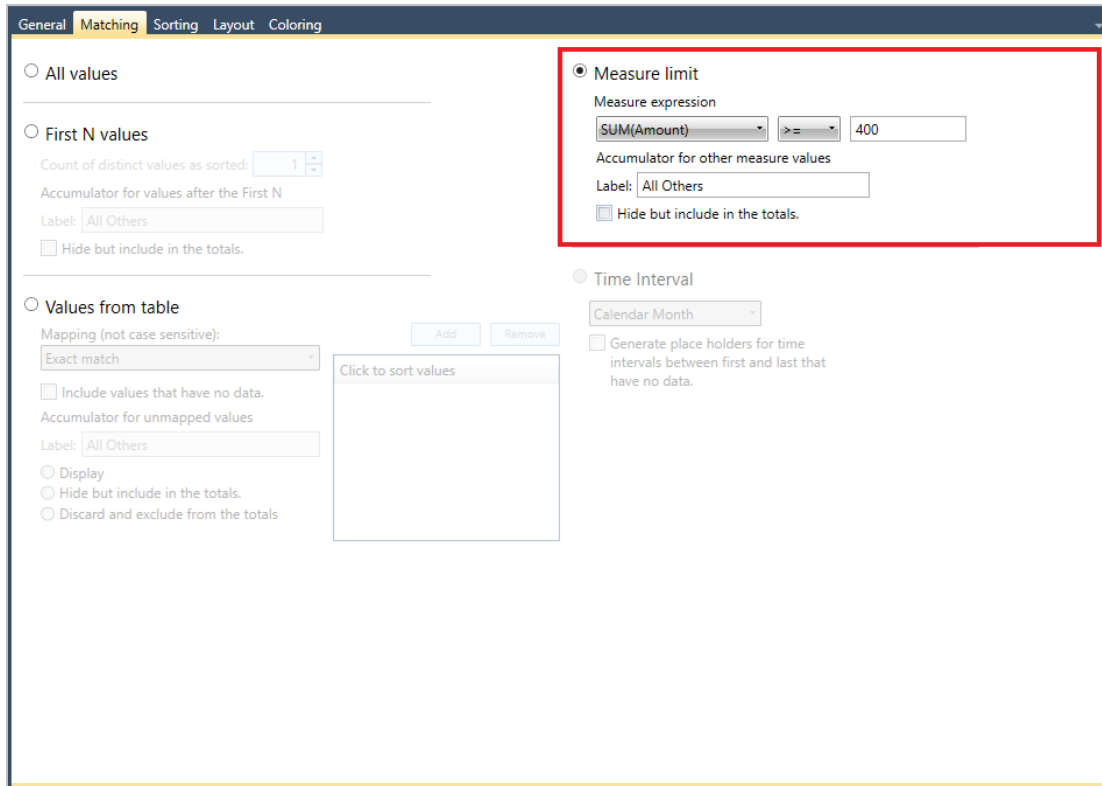 General Matching Sorting Layout Coloring
All values
First N values
Count of distinct values as sorted: 1
Accumulator for values after the First N
Label: All Others
Hide but include in the totals.
Values from table
Mapping (not case sensitive):
Add Remove
Exact match
Click to sort values
Include values that have no data.
Accumulator for unmapped values
Label: All Others
Display
Hide but include in the totals.
Discard and exclude from the totals
Measure limit
Measure expression
SUM(Amount) >= 400
Accumulator for other measure values
Label: All Others
Hide but include in the totals.
Time Interval
Calendar Month
Generate place holders for time
intervals between first and last that
have no data.